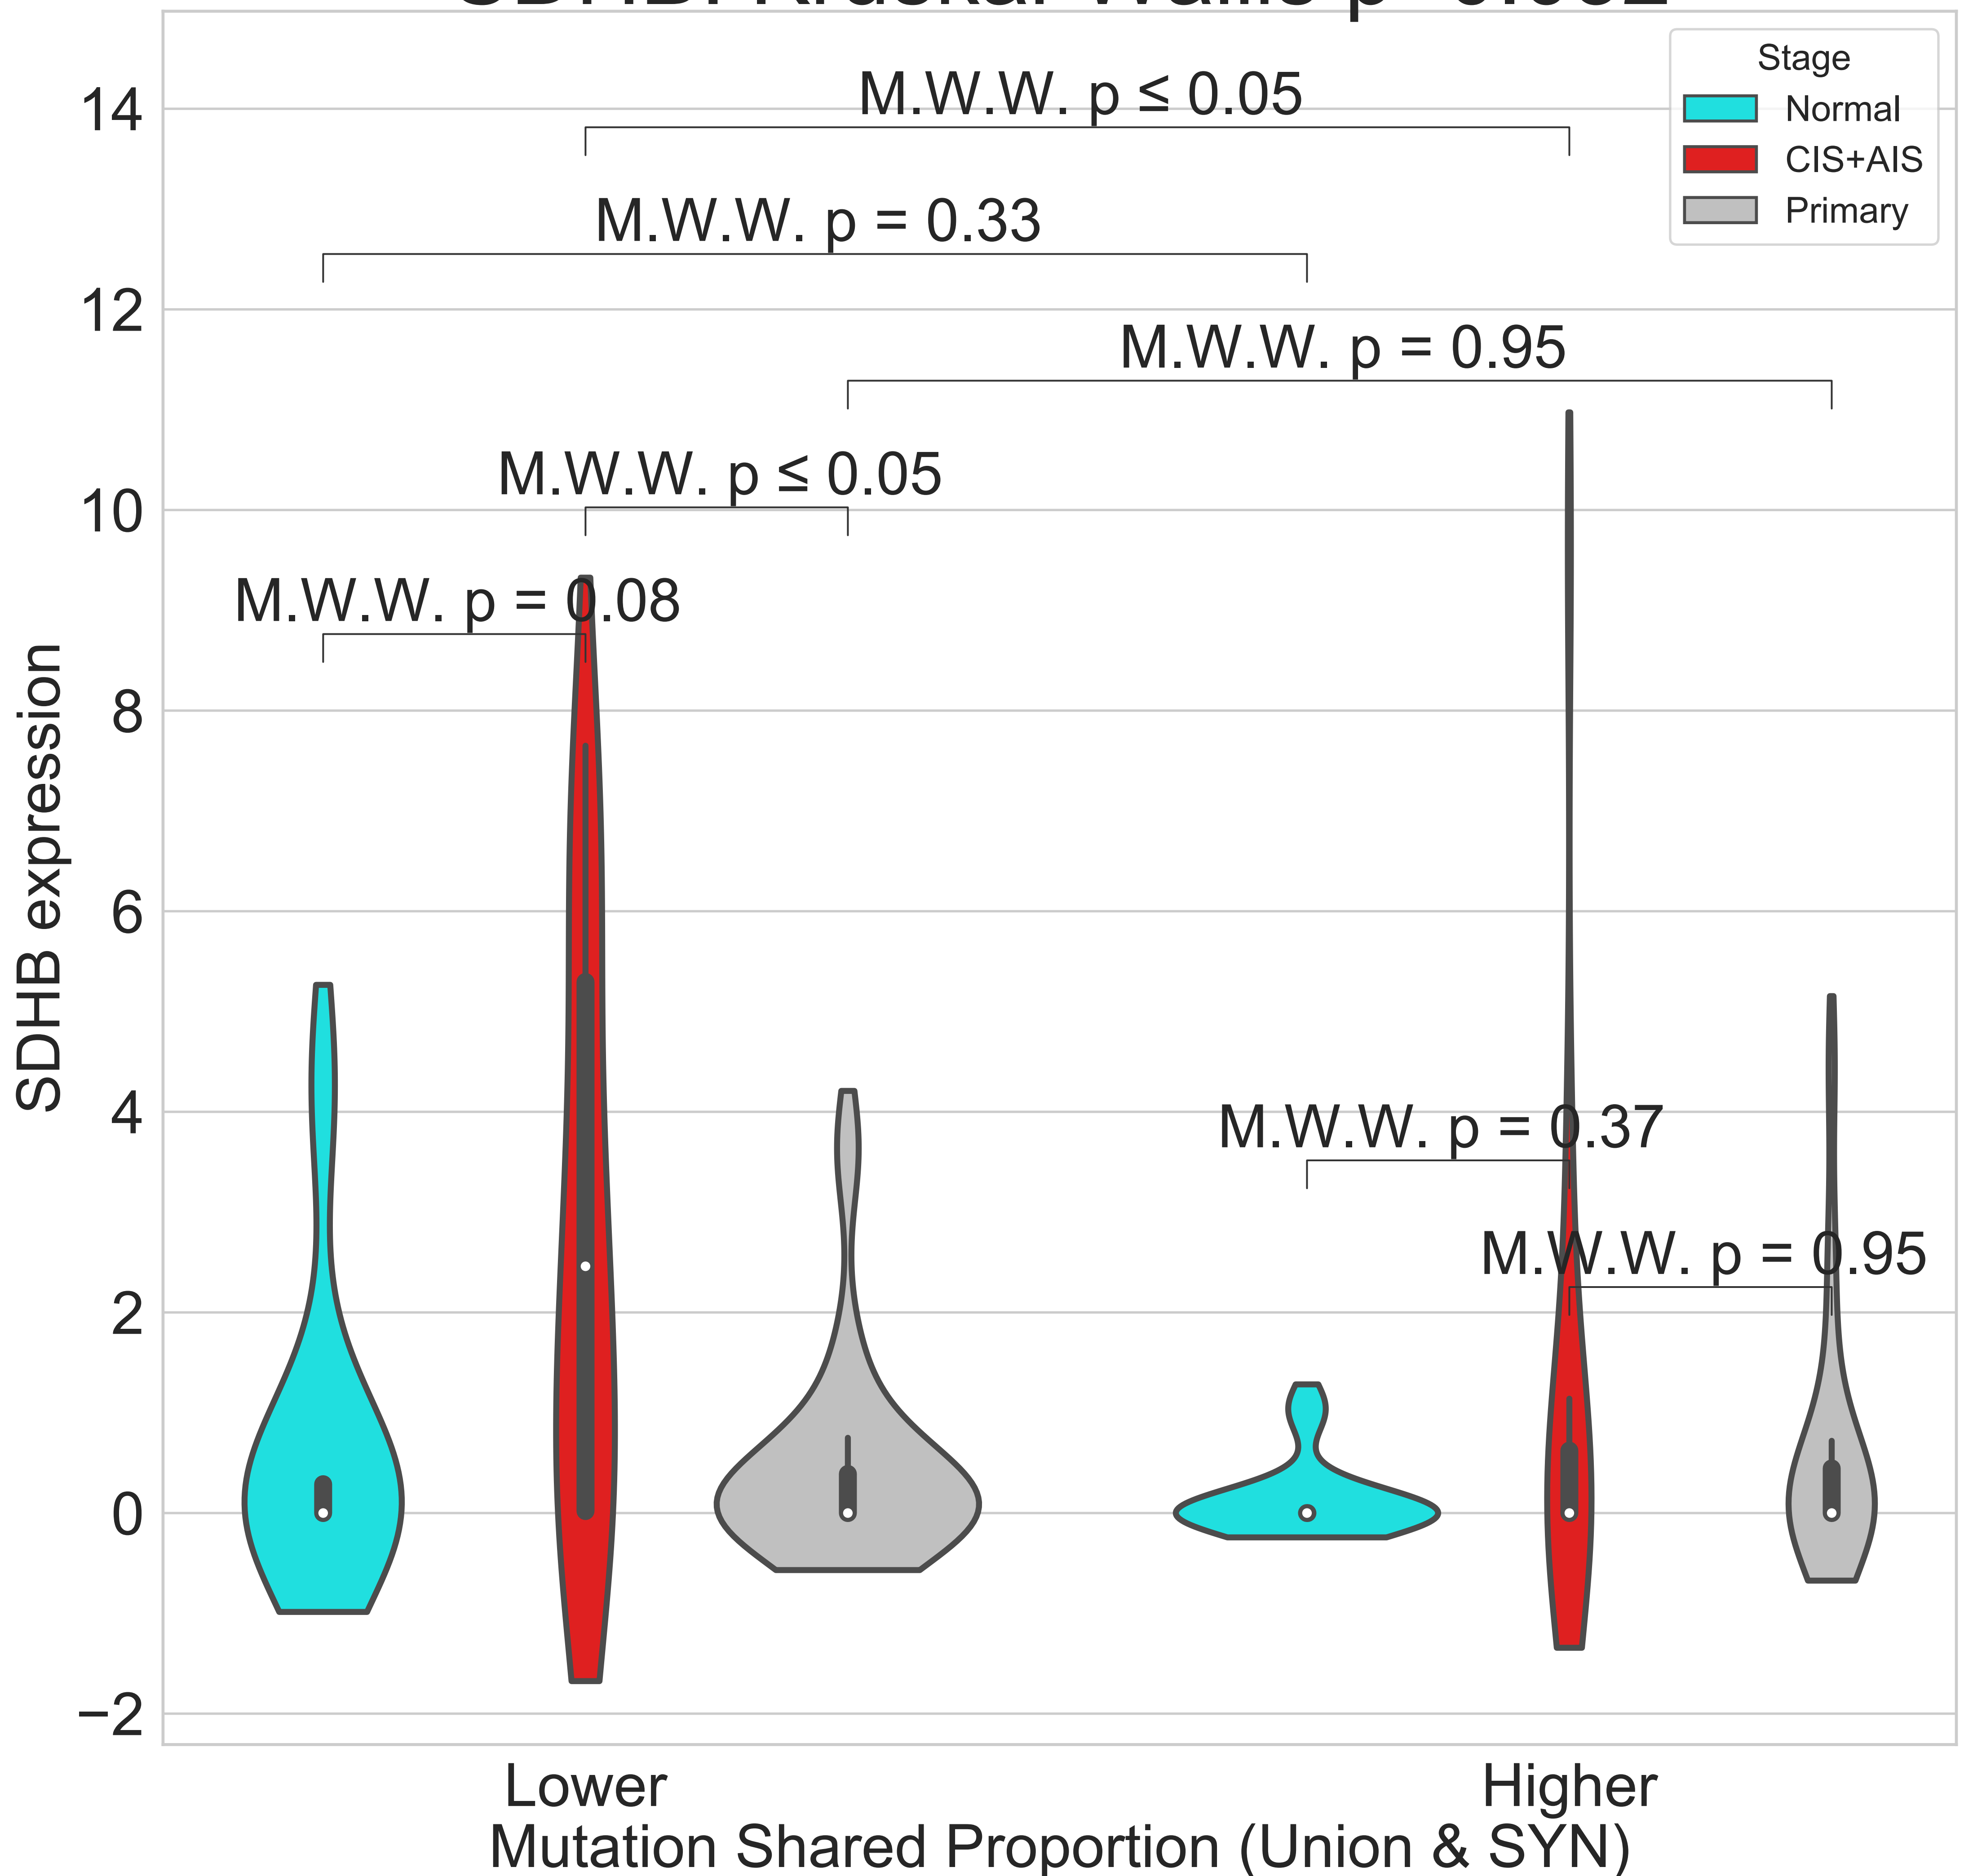 Stage
Normal
CIS+AIS
Primary
M.W.W. p ≤ 0.05
M.W.W. p = 0.33
M.W.W. p = 0.95
M.W.W. p ≤ 0.05
M.W.W. p = 0.08
M.W.W. p = 0.37
M.W.W. p = 0.95
14
12
10
8
6
4
2
0
−2
SDHB expression
Lower
Higher
Mutation Shared Proportion (Union & SYN)